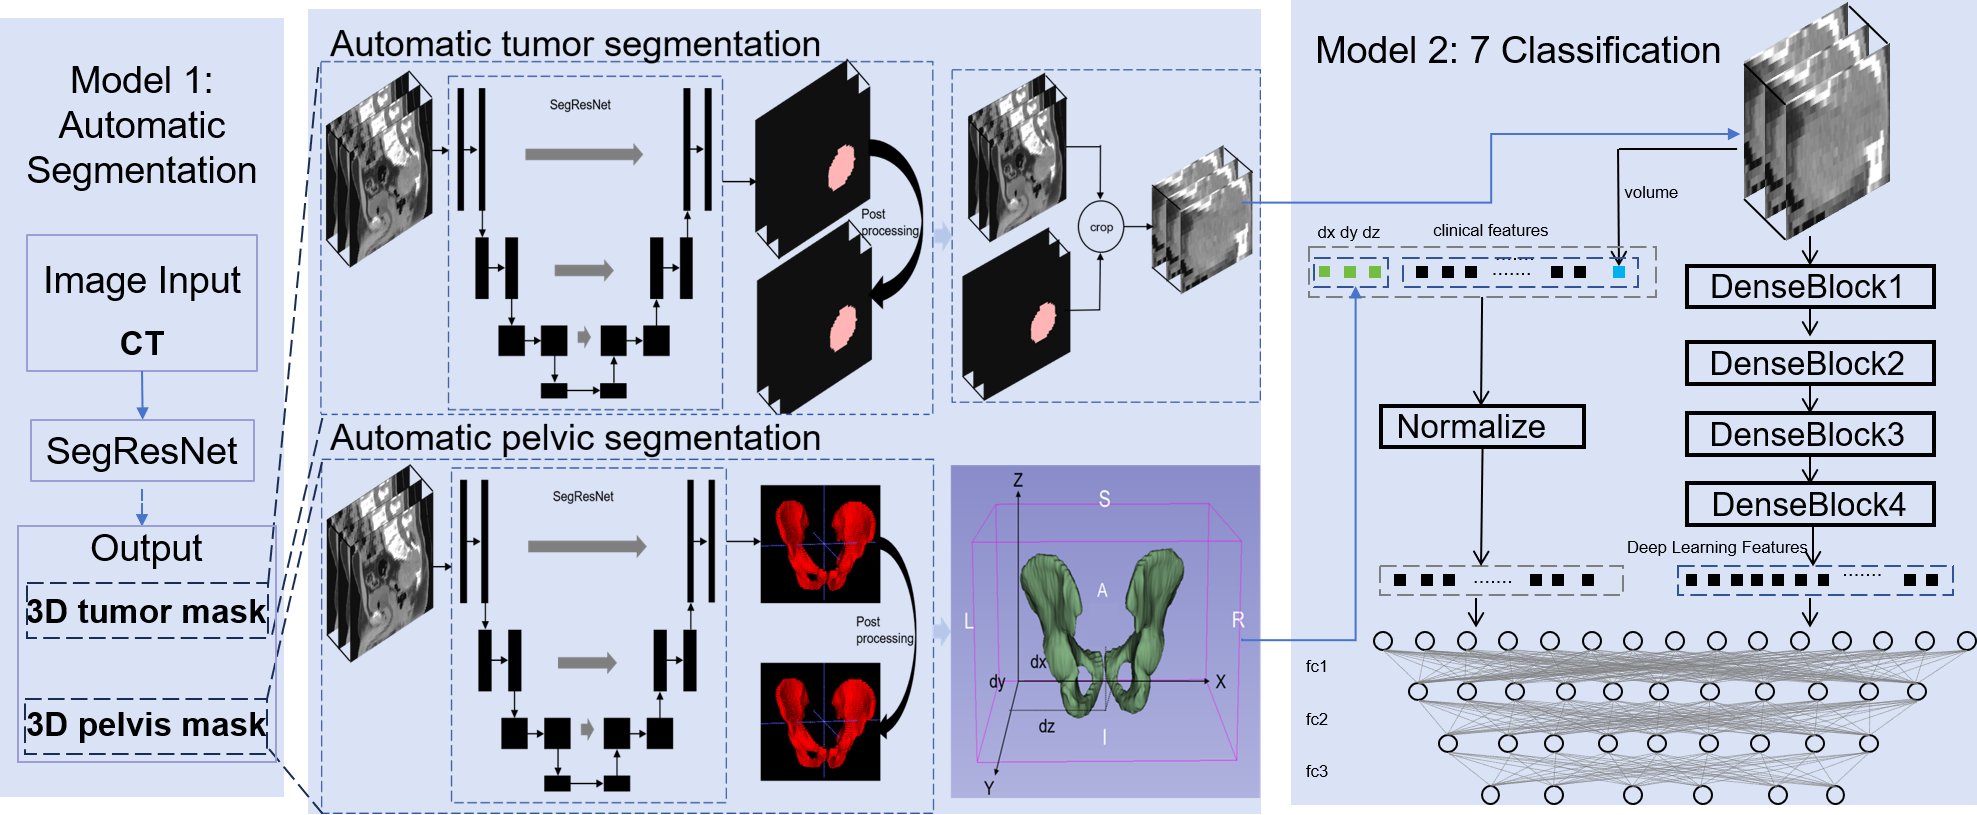 Model 1:
Automatic
Segmentation
Image Input
CT
SegResNet
Output
3D tumor mask
3D pelvis mask
Automatic tumor segmentation
SegResNet
Post
processing
crop
Automatic pelvic segmentation
SegResNet
Post
processing
Z
S
A
L
R
dx
dy
X
dz
I
Y
Model 2: 7 Classification
volume
dx dy dz
clinical features
.......
.......
Normalize
DenseBlock1
DenseBlock2
DenseBlock3
DenseBlock4
Deep Learning Features
.......
.......
fc1
fc2
fc3